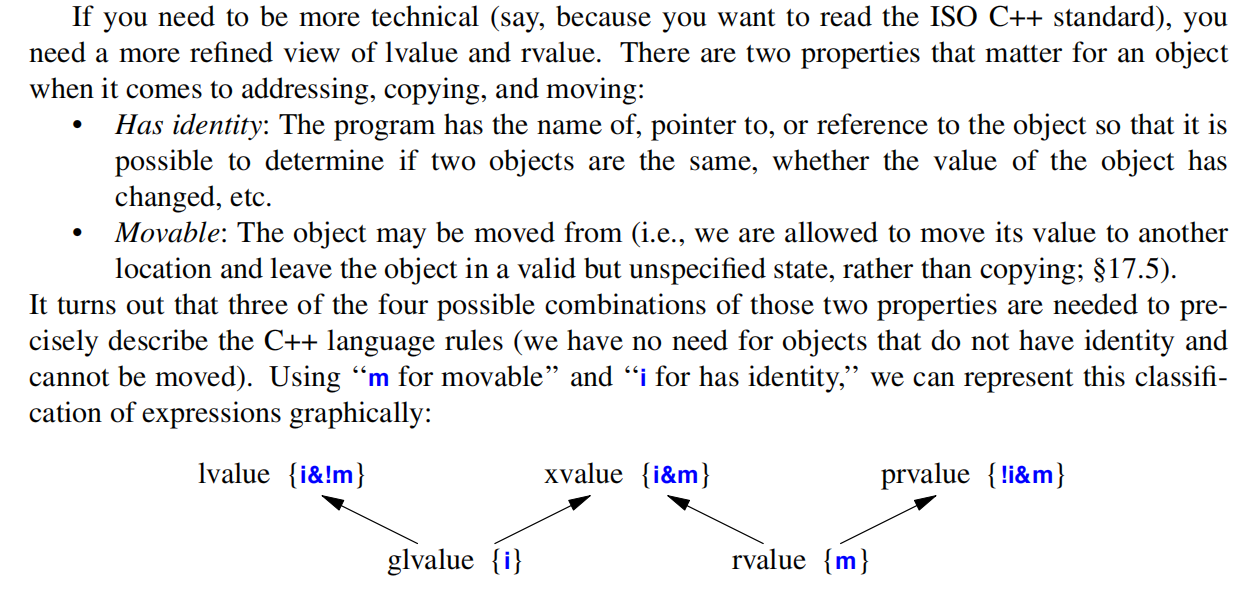 If you need to be more technical (say, because you want to read the ISO C++ standard), you
need a more refined view of lvalue and rvalue. There are two properties that matter for an object
when it comes to addressing, copying, and moving:
• Has identity: The program has the name of, pointer to, or reference to the object so that it is
possible to determine if two objects are the same, whether the value of the object has
changed, etc.
• Movable: The object may be moved from (i.e., we are allowed to move its value to another
location and leave the object in a valid but unspecified state, rather than copying; §17.5).
It turns out that three of the four possible combinations of those two properties are needed to pre-
cisely describe the C++ language rules (we have no need for objects that do not have identity and
cannot be moved). Using “m for movable” and “i for has identity,” we can represent this classifi-
cation of expressions graphically:
lvalue {i&!m} xvalue {i&m} prvalue {!i&m}
glvalue {i} rvalue {m}